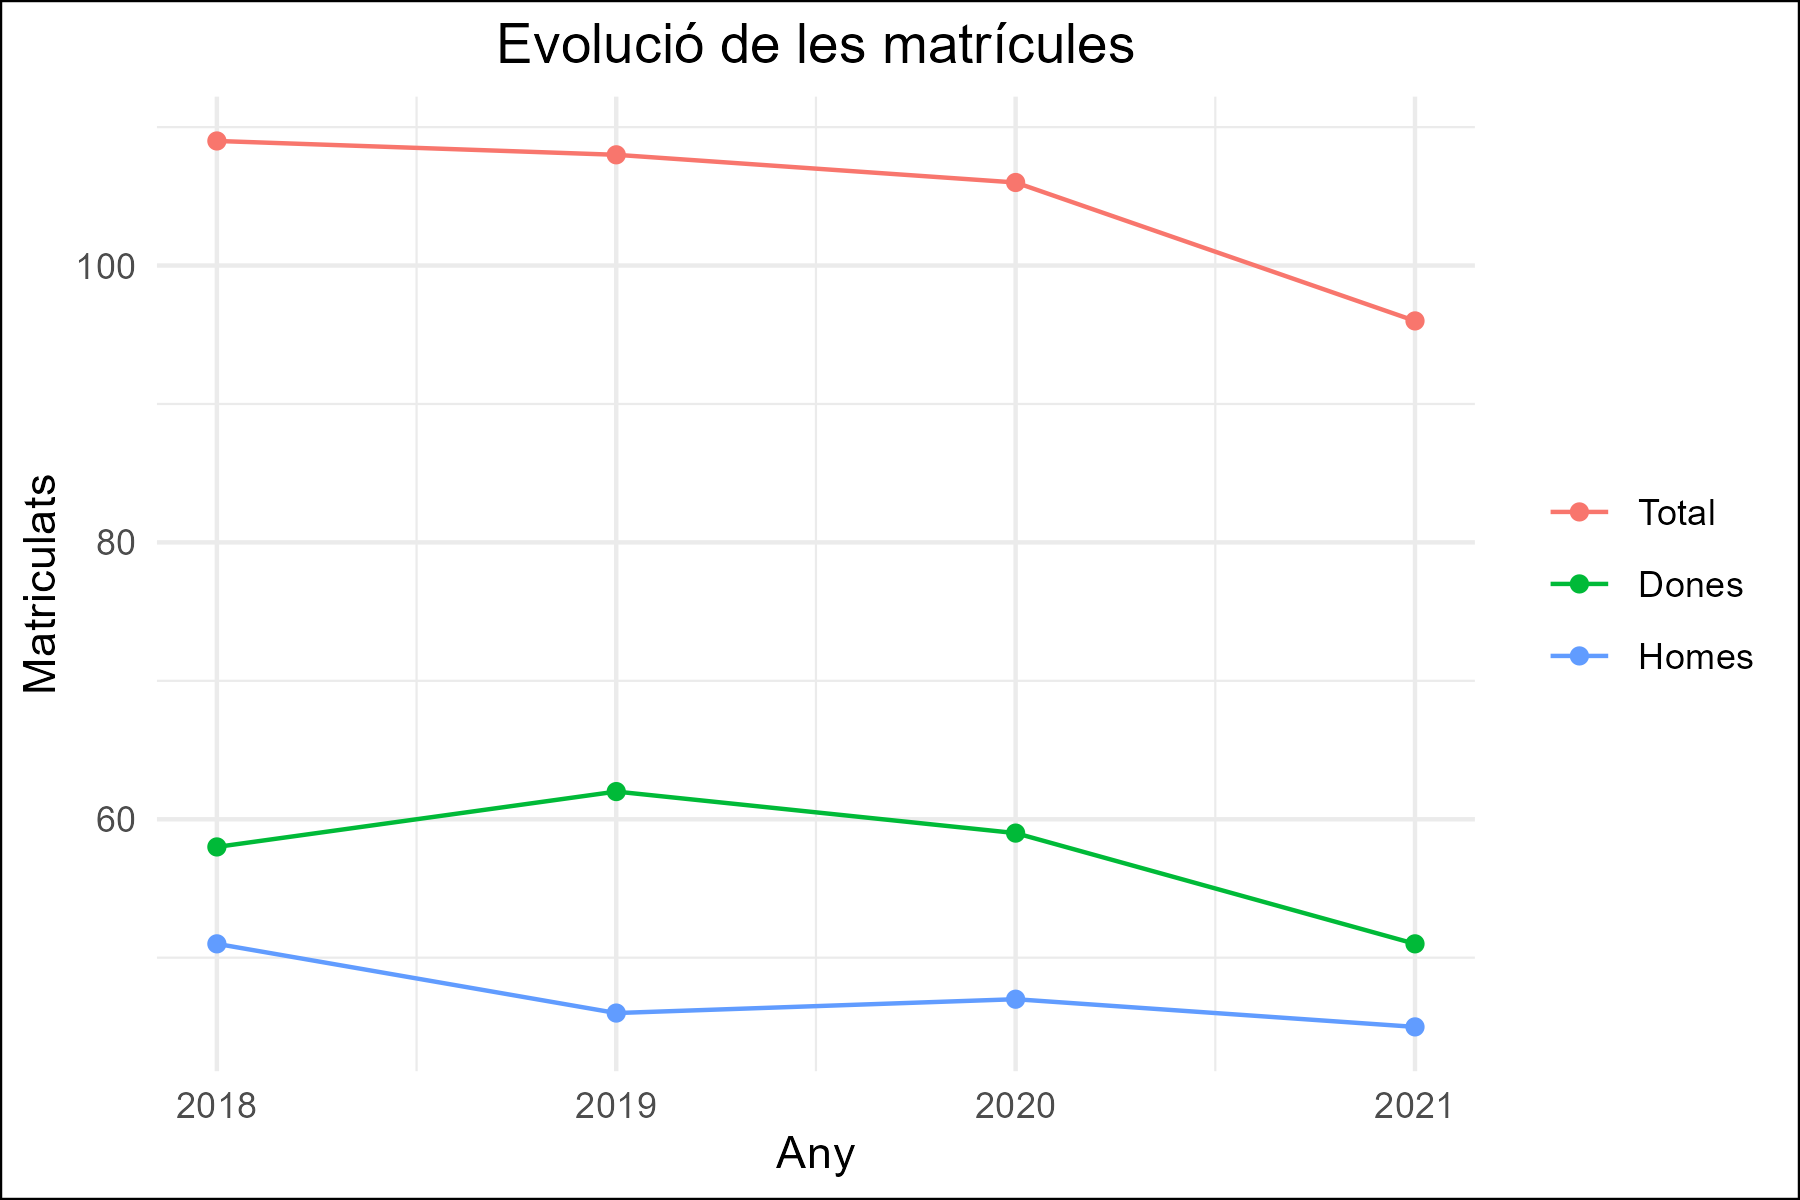 Evolució de les matrícules
Matriculats
100
80
60
2018 2019 2020 2021
Any
Total
Dones
Homes